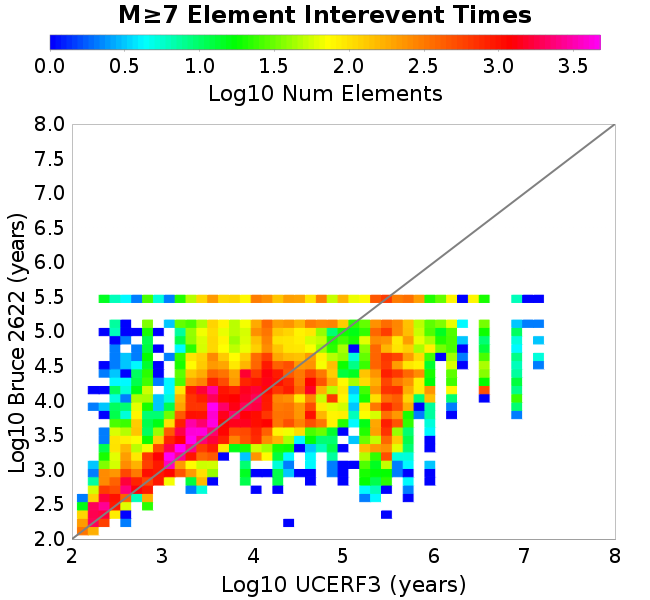 M≥7 Element Interevent Times
0.0 0.5 1.0 1.5 2.0 2.5 3.0 3.5
Log10 Num Elements
8.0
7.5
7.0
6.5
6.0
5.5
5.0
4.5
4.0
3.5
3.0
2.5
2.0
Log10 Bruce 2622 (years)
2 3 4 5 6 7 8
Log10 UCERF3 (years)